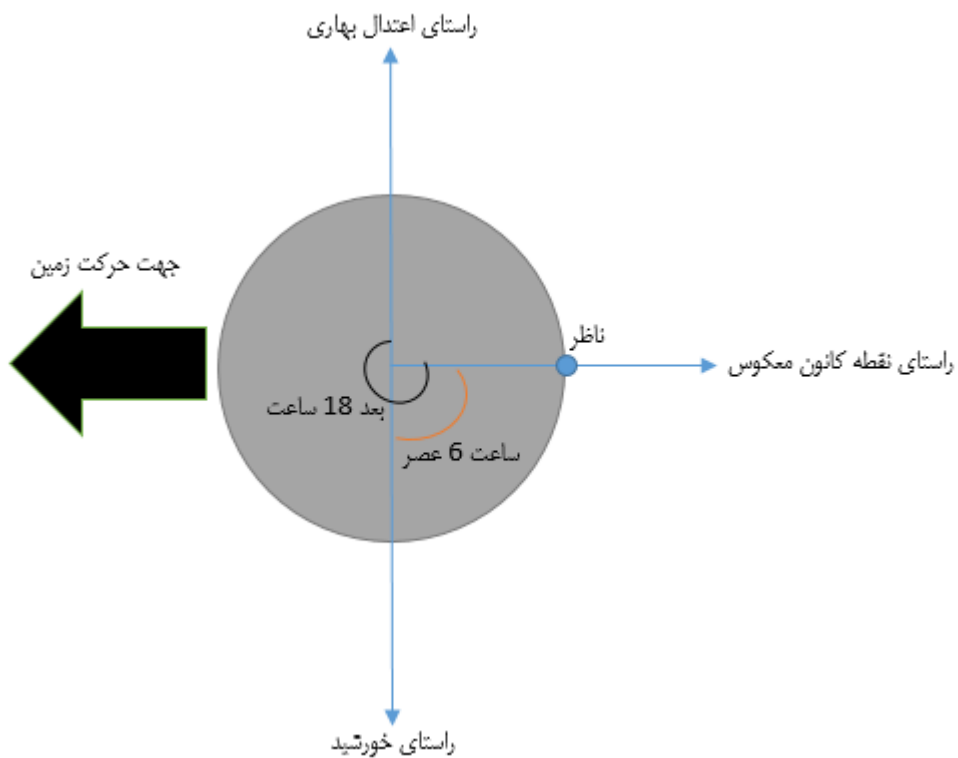 راستای اعتدال بهاری
جهت حرکت زمین
ناظر
راستای نقطه کانون معکوس
بعد 18 ساعت
ساعت 6 عصر
راستای خورشید